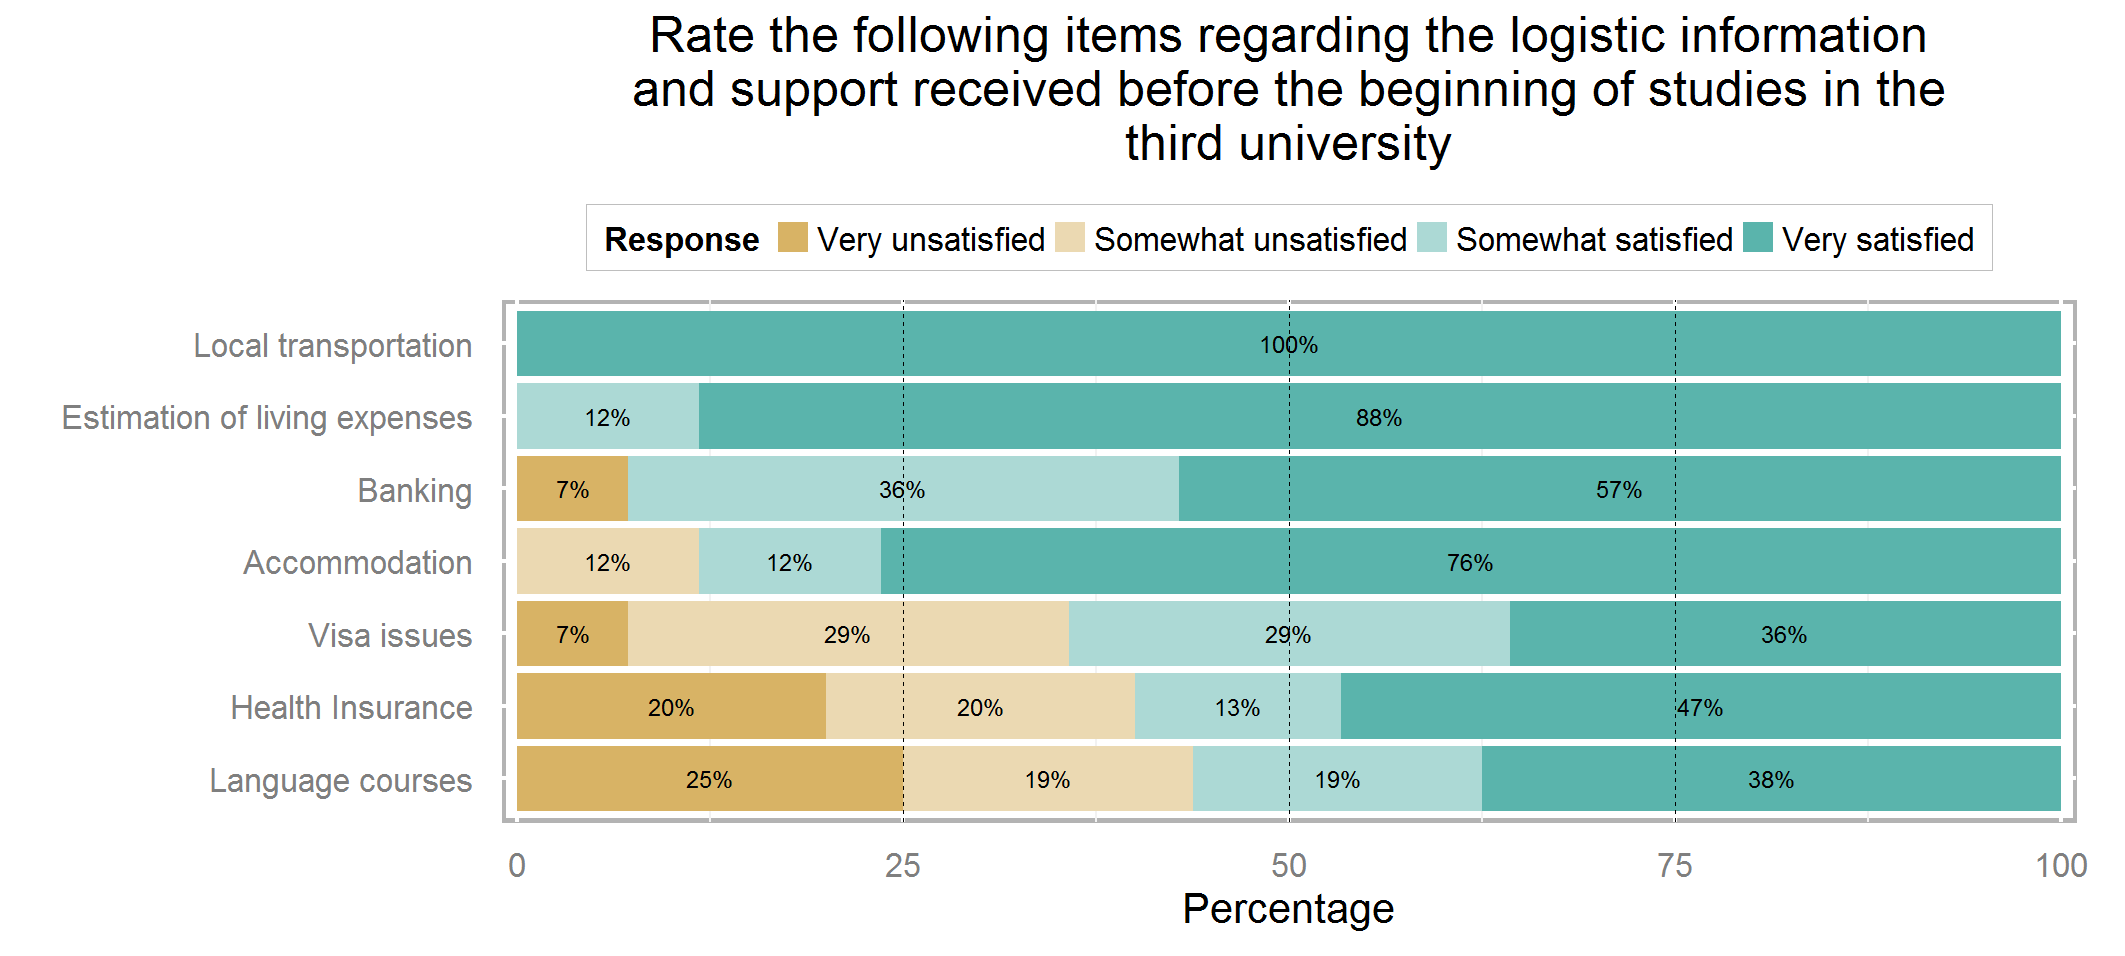 Rate the following items regarding the logistic information
and support received before the beginning of studies in the
third university
Response Very unsatisfied Somewhat unsatisfied Somewhat satisfied Very satisfied
Local transportation 100%
Estimation of living expenses 12% 88%
Banking 7% 36% 57%
Accommodation 12% 12% 76%
Visa issues 7% 29% 29% 36%
Health Insurance 20% 20% 13% 47%
Language courses 25% 19% 19% 38%
0 25 50 75 100
Percentage